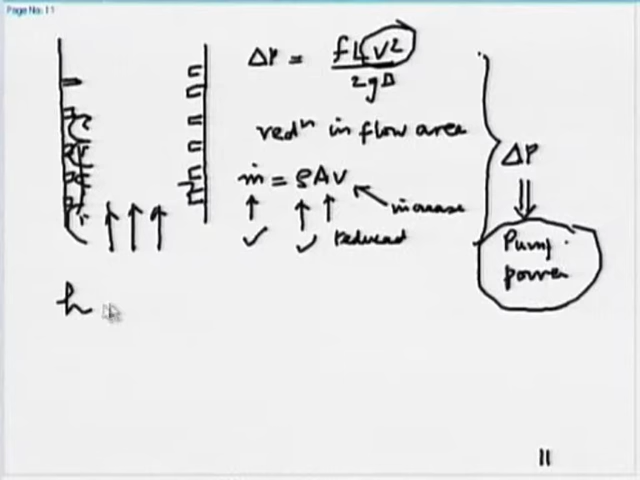 Page No: 11
ΔP = fLv²/2gD
redⁿ in flow area
ṁ = ρAv
increase
reduced
ΔP
Pump
power
h
11